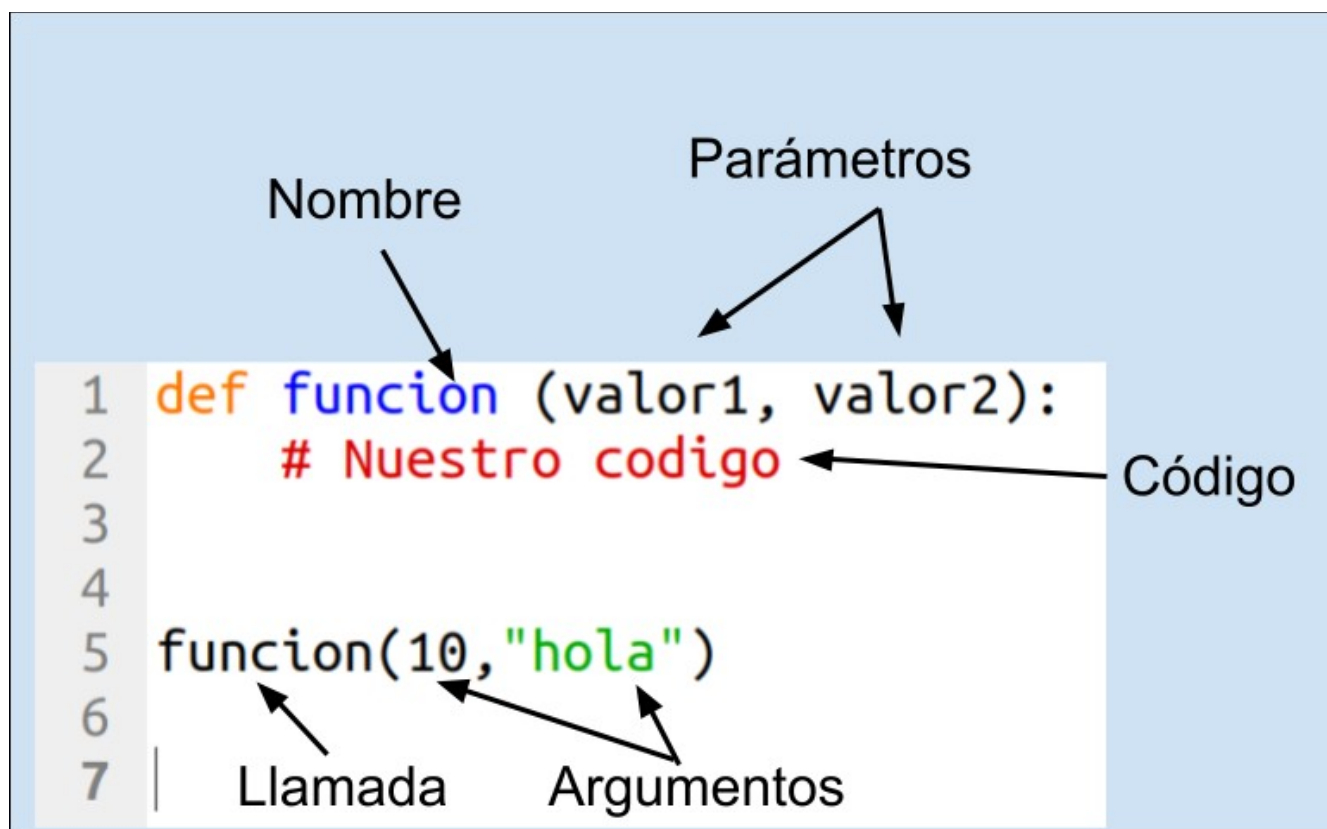 Parámetros
Nombre
1 def funcion (valor1, valor2):
2 # Nuestro codigo
Código
3
4
5 funcion(10,"hola")
6
7
Llamada Argumentos